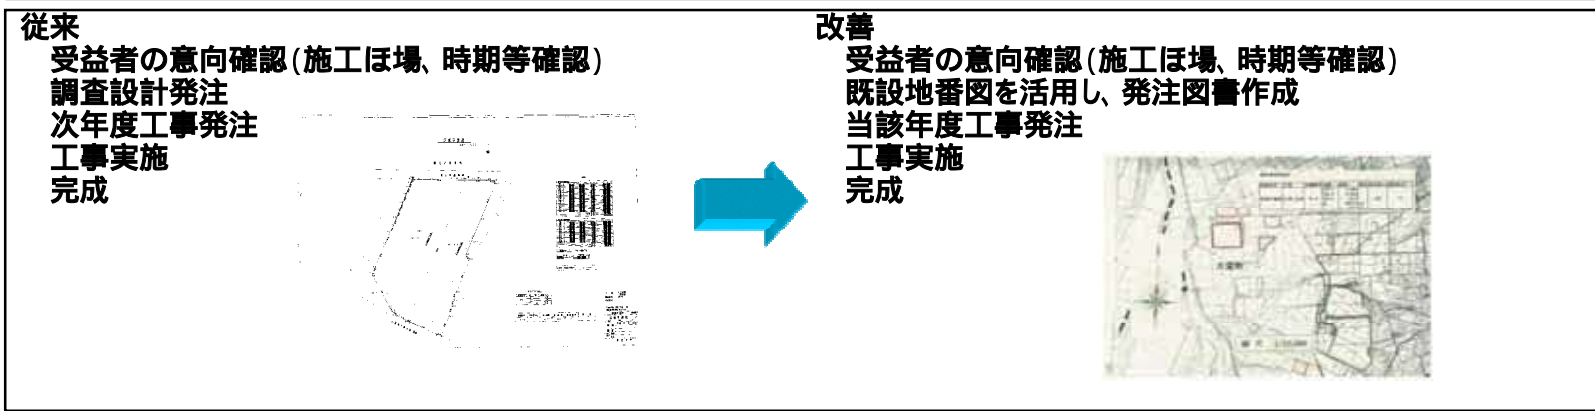 従来
受益者の意向確認(施工ほ場、時期等確認)
調査設計発注
次年度工事発注
工事実施
完成
改善
受益者の意向確認(施工ほ場、時期等確認)
既設地番図を活用し、発注図書作成
当該年度工事発注
工事実施
完成